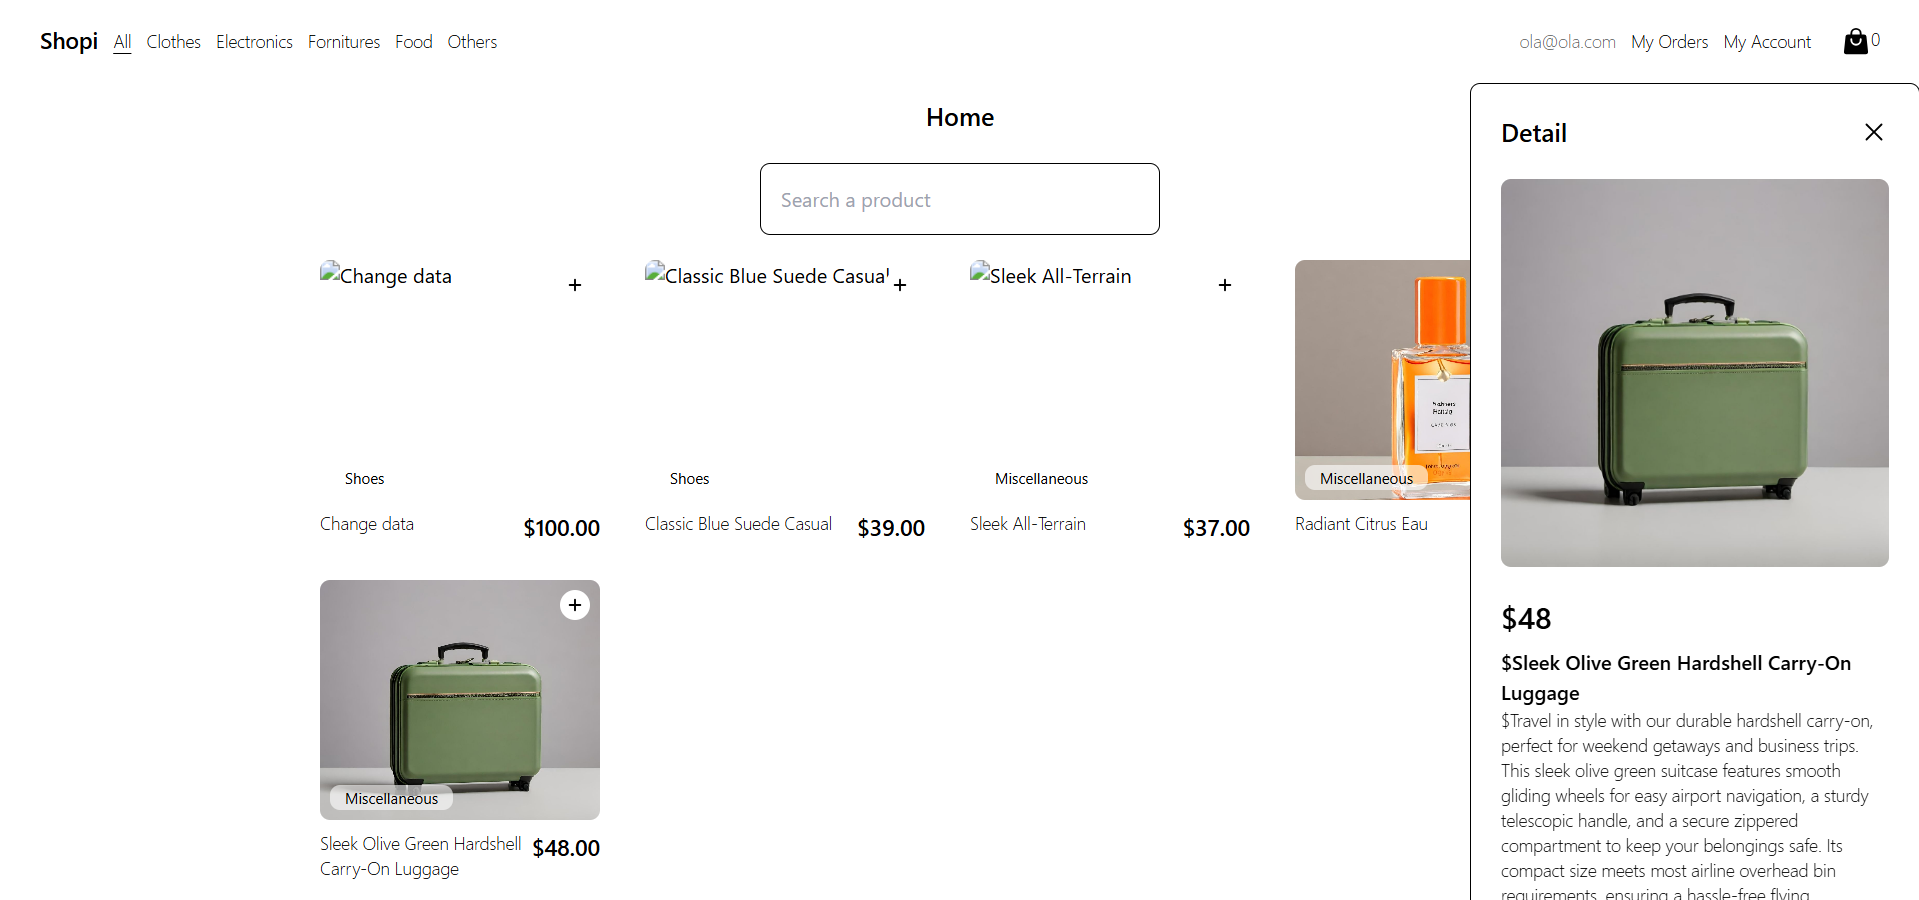 Shopi All Clothes Electronics Fornitures Food Others
ola@ola.com My Orders My Account 0
Home
Search a product
Change data
Shoes
Change data $100.00
Classic Blue Suede Casual
Shoes
Classic Blue Suede Casual $39.00
Sleek All-Terrain
Miscellaneous
Sleek All-Terrain $37.00
Miscellaneous
Radiant Citrus Eau
Miscellaneous
Sleek Olive Green Hardshell $48.00
Carry-On Luggage
Detail
$48
$Sleek Olive Green Hardshell Carry-On
Luggage
$Travel in style with our durable hardshell carry-on,
perfect for weekend getaways and business trips.
This sleek olive green suitcase features smooth
gliding wheels for easy airport navigation, a sturdy
telescopic handle, and a secure zippered
compartment to keep your belongings safe. Its
compact size meets most airline overhead bin
requirements, ensuring a hassle-free flying